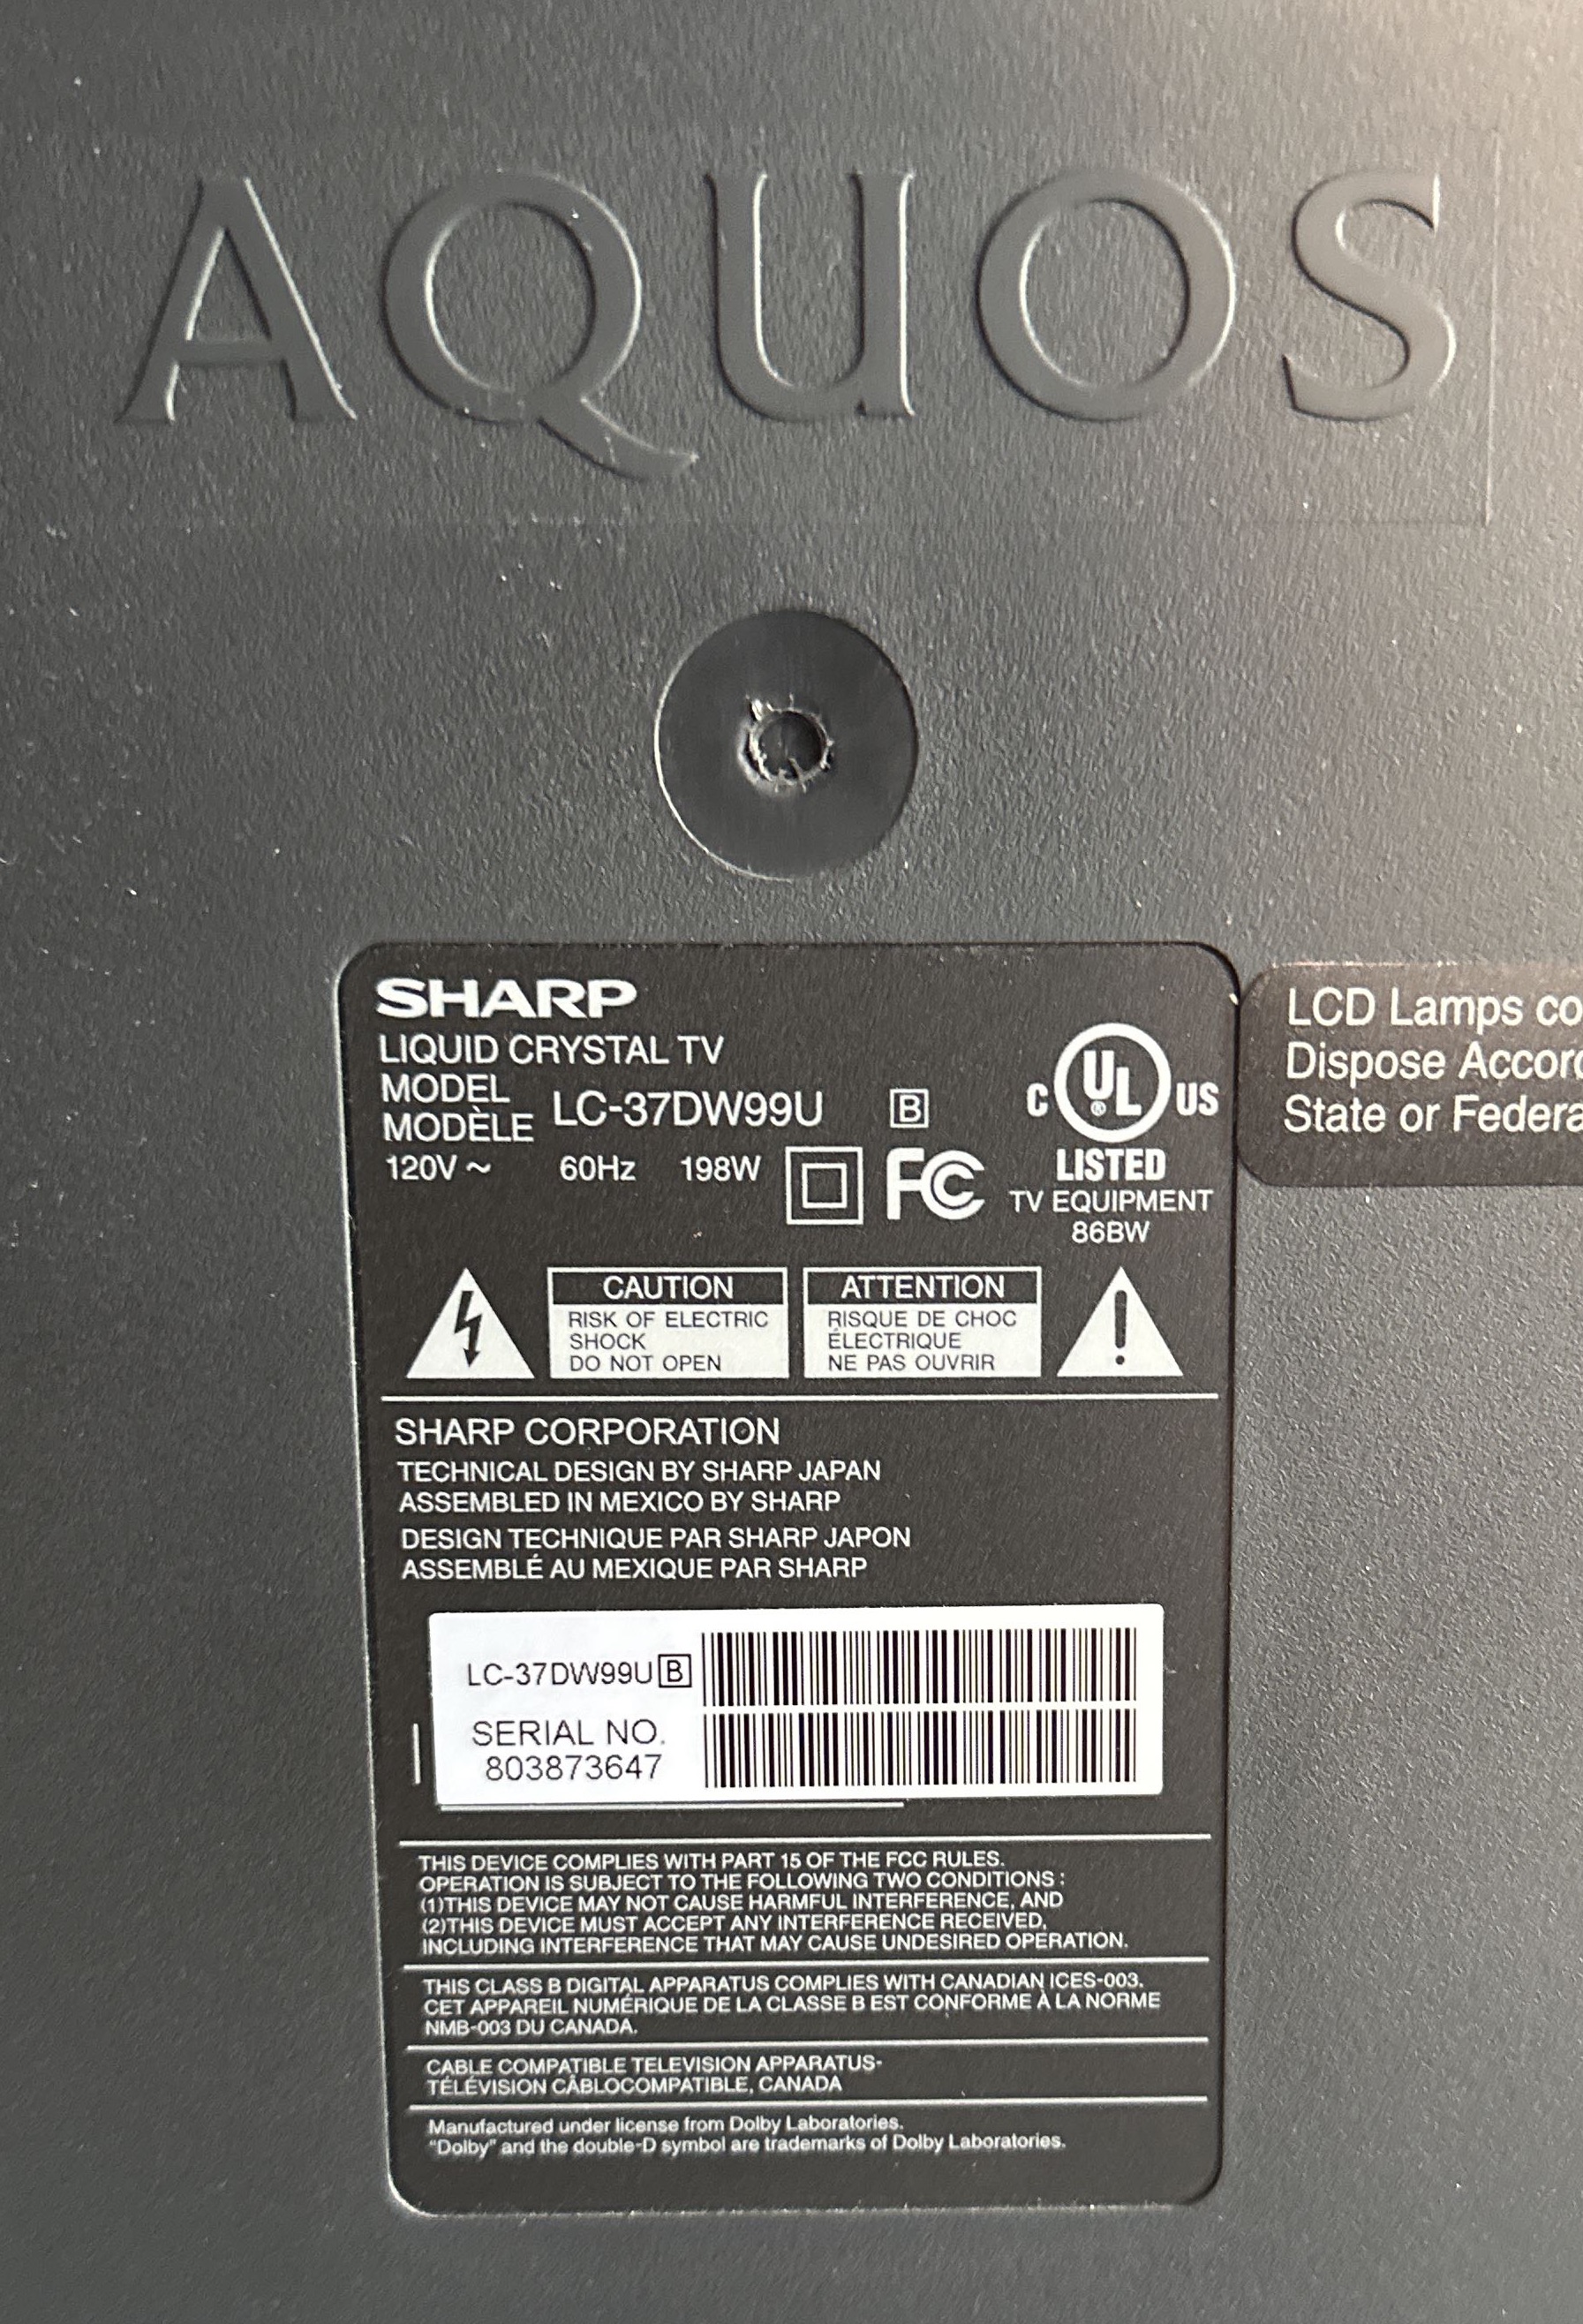 AQUOS
SHARP
LIQUID CRYSTAL TV
MODEL
MODÈLE LC-37DW99U B
120V ~ 60Hz 198W FC
C UL ® US
LISTED
TV EQUIPMENT
86BW
LCD Lamps co
Dispose Accord
State or Federa
CAUTION
RISK OF ELECTRIC
SHOCK
DO NOT OPEN
ATTENTION
RISQUE DE CHOC
ÉLECTRIQUE
NE PAS OUVRIR
SHARP CORPORATION
TECHNICAL DESIGN BY SHARP JAPAN
ASSEMBLED IN MEXICO BY SHARP
DESIGN TECHNIQUE PAR SHARP JAPON
ASSEMBLÉ AU MEXIQUE PAR SHARP
LC-37DW99U B
SERIAL NO.
803873647
THIS DEVICE COMPLIES WITH PART 15 OF THE FCC RULES.
OPERATION IS SUBJECT TO THE FOLLOWING TWO CONDITIONS :
(1)THIS DEVICE MAY NOT CAUSE HARMFUL INTERFERENCE, AND
(2)THIS DEVICE MUST ACCEPT ANY INTERFERENCE RECEIVED,
INCLUDING INTERFERENCE THAT MAY CAUSE UNDESIRED OPERATION.
THIS CLASS B DIGITAL APPARATUS COMPLIES WITH CANADIAN ICES-003.
CET APPAREIL NUMÉRIQUE DE LA CLASSE B EST CONFORME À LA NORME
NMB-003 DU CANADA.
CABLE COMPATIBLE TELEVISION APPARATUS-
TÉLÉVISION CÂBLOCOMPATIBLE, CANADA
Manufactured under license from Dolby Laboratories.
"Dolby" and the double-D symbol are trademarks of Dolby Laboratories.